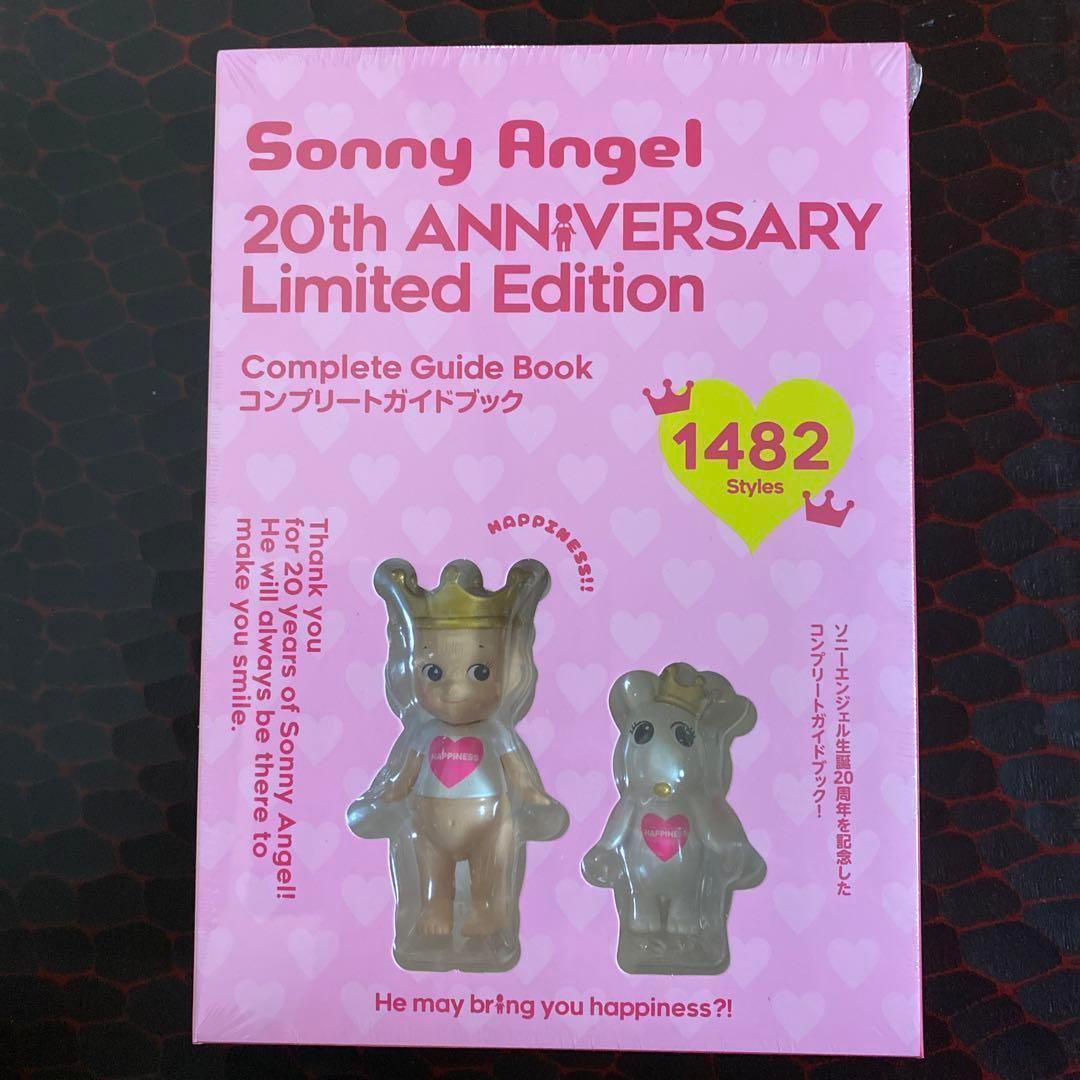 Sonny Angel
20th ANNIVERSARY
Limited Edition
Complete Guide Book
コンプリートガイドブック
1482
Styles
HAPPINESS!!
Thank you
for 20 years of Sonny Angel!
He will always be there to
make you smile.
HAPPINESS
HAPPINESS
ソニーエンジェル生誕20周年を記念した
コンプリートガイドブック！
He may bring you happiness?!